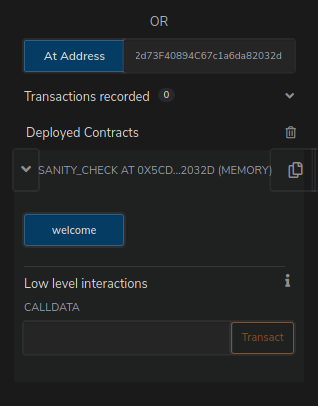 OR
At Address 2d73F40894C67c1a6da82032d
Transactions recorded 0
Deployed Contracts
SANITY_CHECK AT 0X5CD...2032D (MEMORY)
welcome
Low level interactions
CALLDATA
Transact